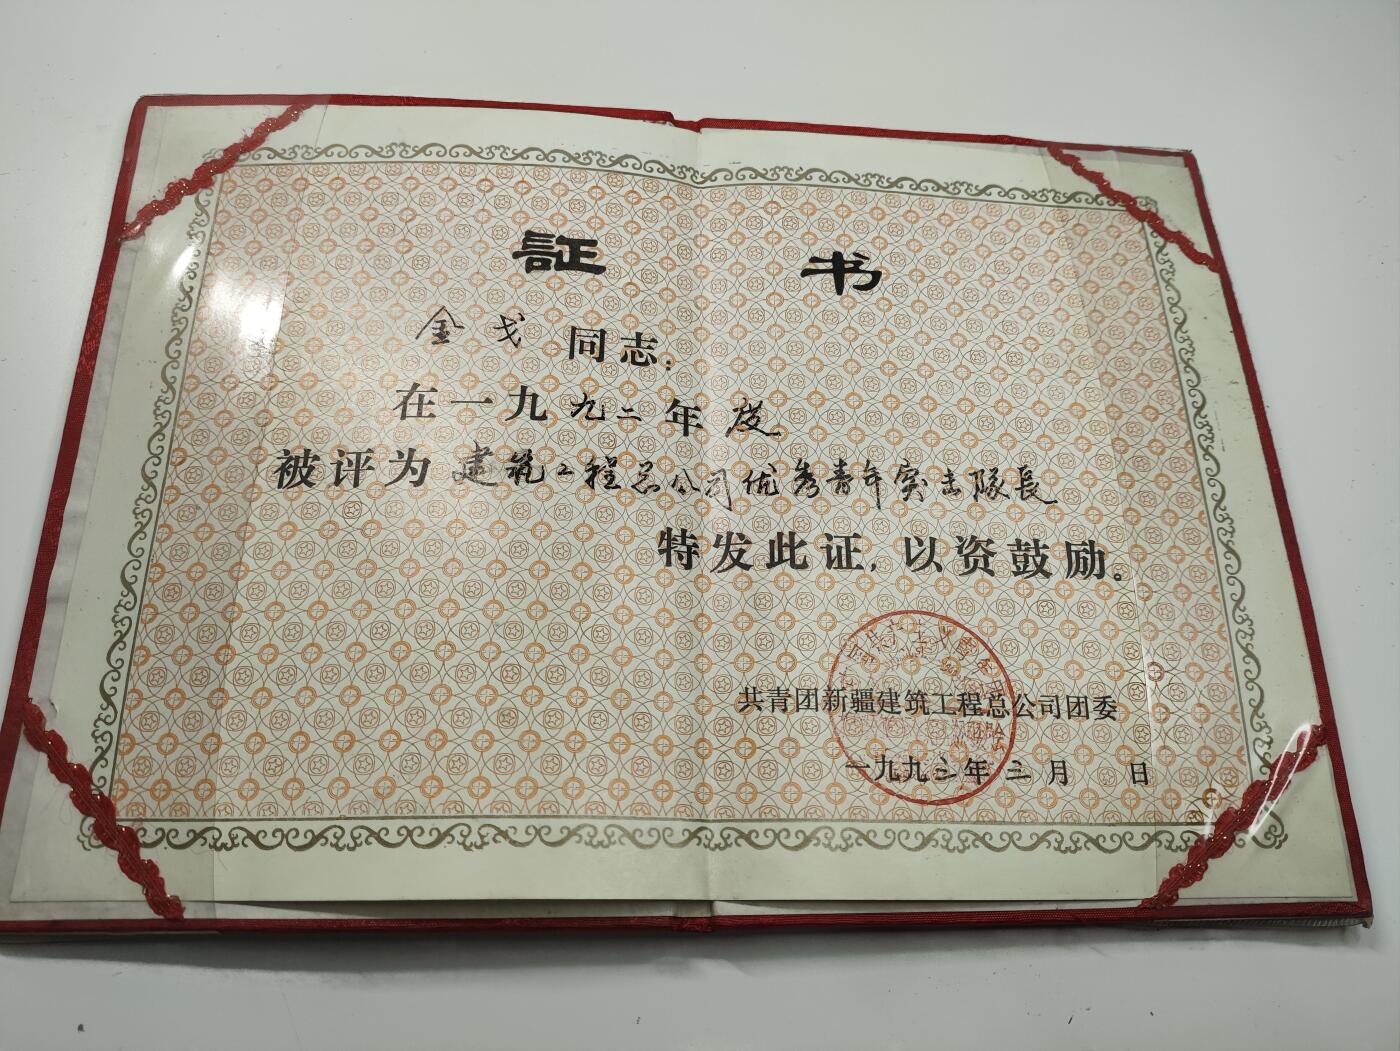 証书
金戈同志：
在一九九二年度
被评为建筑工程总公司优秀青年突击隊長
特发此证，以资鼓励。
共青团新疆建筑工程总公司团委
一九九三年三月 日